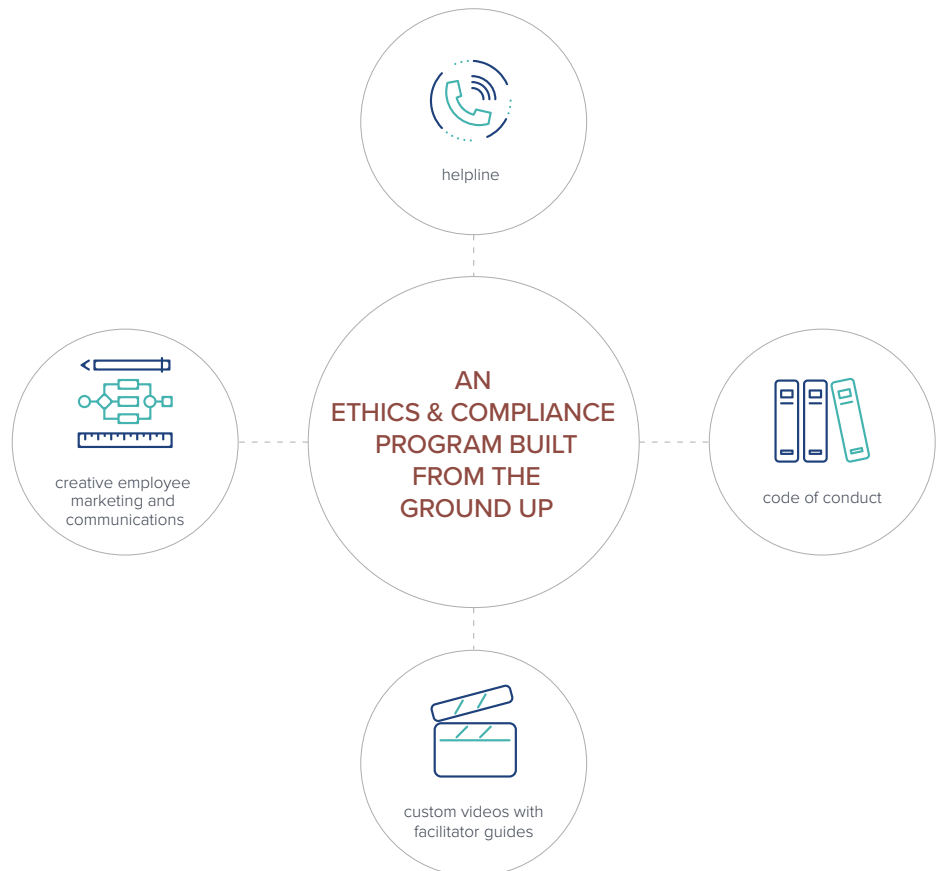 helpline
AN
ETHICS & COMPLIANCE
PROGRAM BUILT
FROM THE
GROUND UP
creative employee
marketing and
communications
code of conduct
custom videos with
facilitator guides